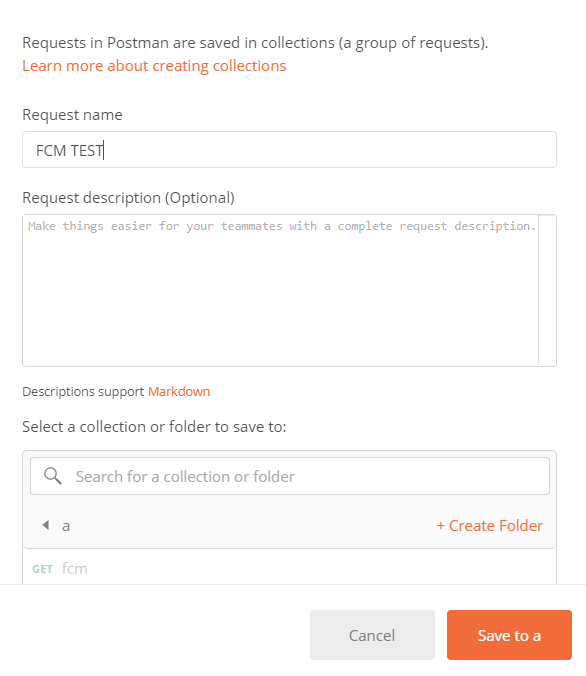 Requests in Postman are saved in collections (a group of requests).
Learn more about creating collections
Request name
FCM TEST
Request description (Optional)
Make things easier for your teammates with a complete request description.
Descriptions support Markdown
Select a collection or folder to save to:
Search for a collection or folder
a + Create Folder
GET fcm
Cancel Save to a